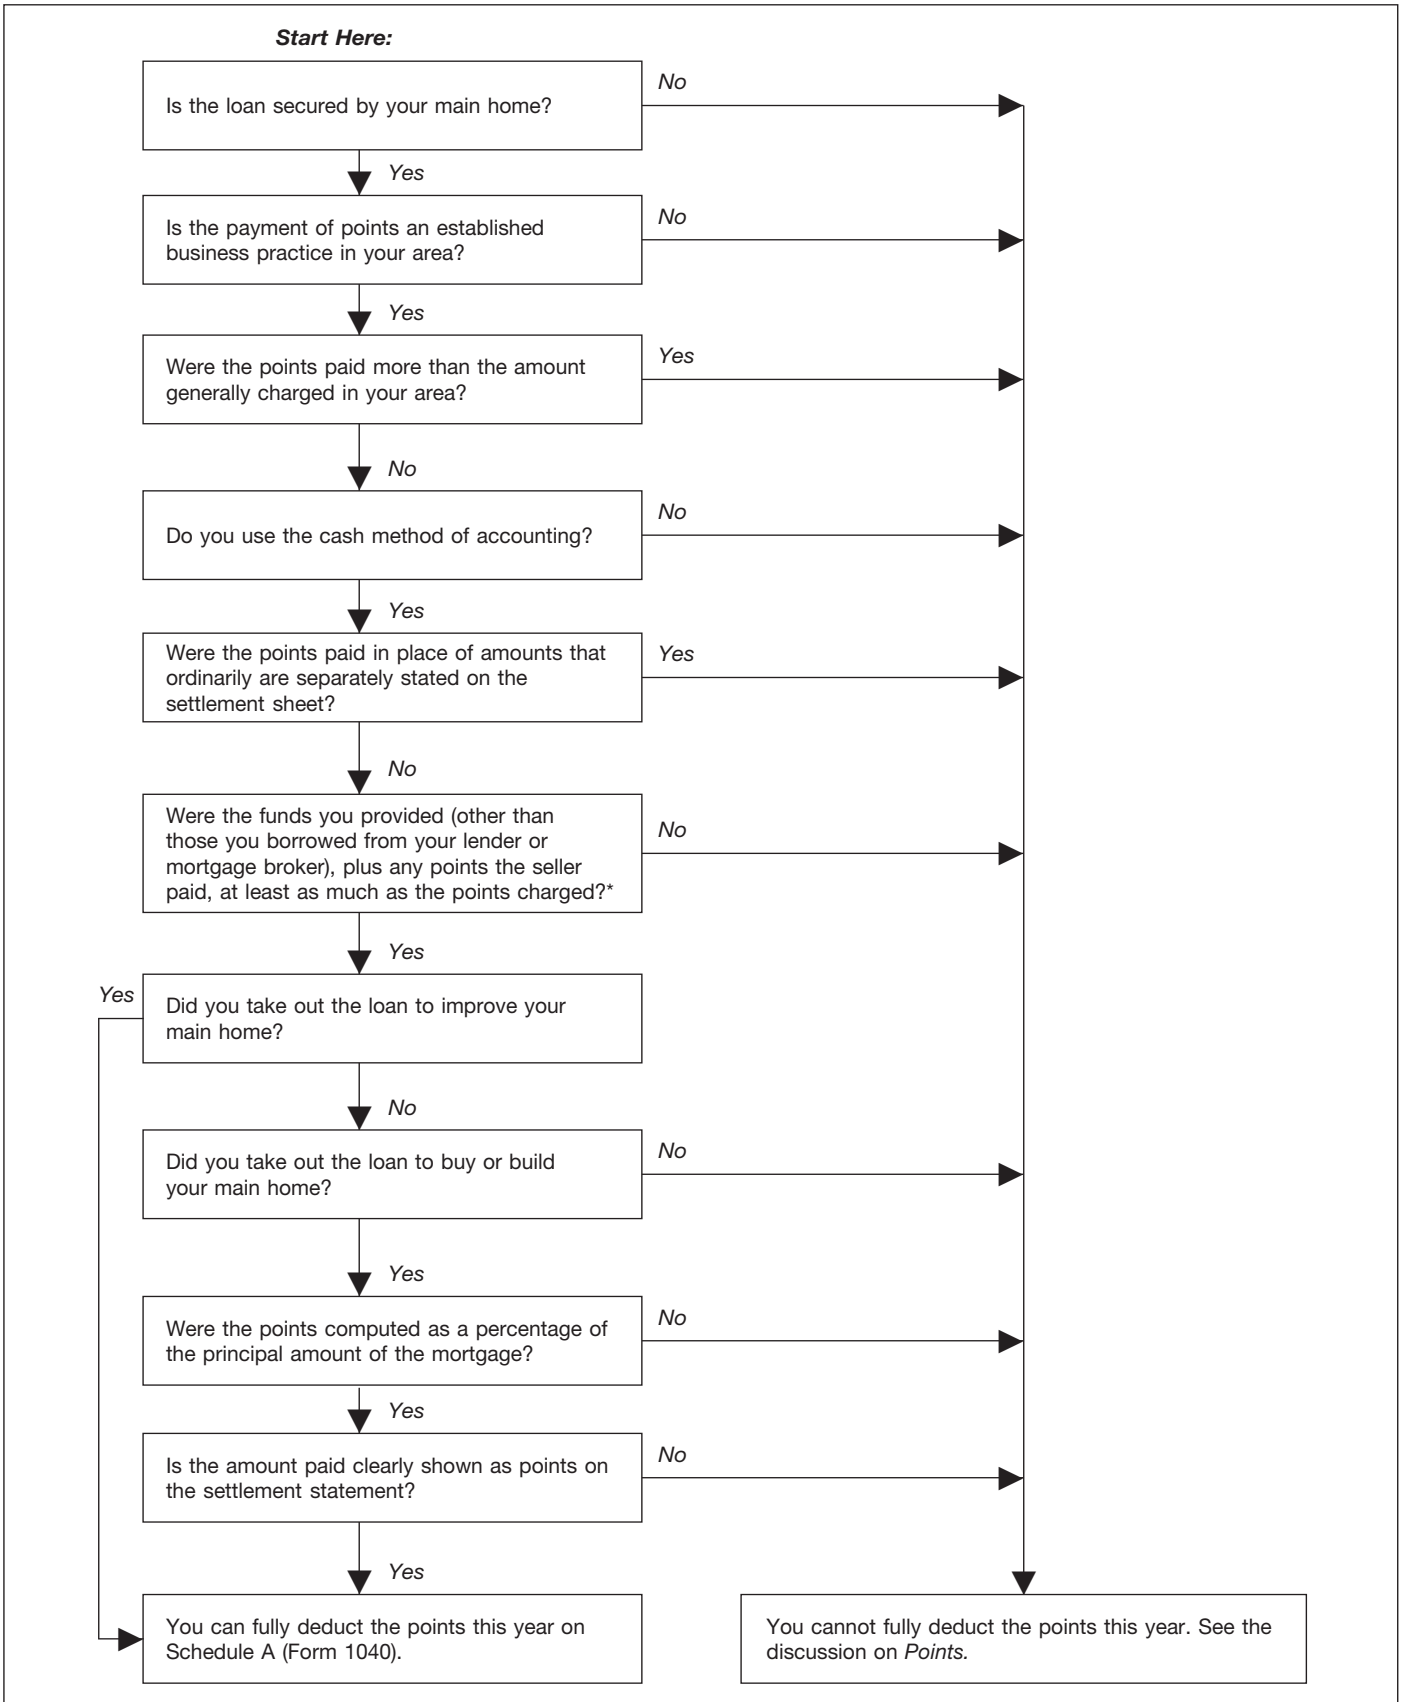 Start Here:
Is the loan secured by your main home?
No
Yes
Is the payment of points an established
business practice in your area?
No
Yes
Were the points paid more than the amount
generally charged in your area?
Yes
No
Do you use the cash method of accounting?
No
Yes
Were the points paid in place of amounts that
ordinarily are separately stated on the
settlement sheet?
Yes
No
Were the funds you provided (other than
those you borrowed from your lender or
mortgage broker), plus any points the seller
paid, at least as much as the points charged?*
No
Yes
Yes
Did you take out the loan to improve your
main home?
No
Did you take out the loan to buy or build
your main home?
No
Yes
Were the points computed as a percentage of
the principal amount of the mortgage?
No
Yes
Is the amount paid clearly shown as points on
the settlement statement?
No
Yes
You can fully deduct the points this year on
Schedule A (Form 1040).
You cannot fully deduct the points this year. See the
discussion on Points.